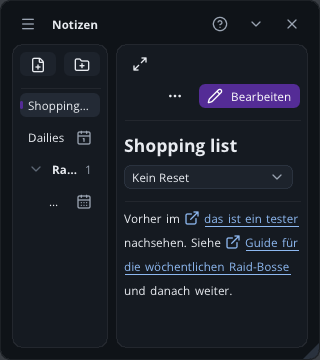 Notizen
Shopping...
Dailies
Ra... 1
...
Bearbeiten
Shopping list
Kein Reset
Vorher im das ist ein tester
nachsehen. Siehe Guide für
die wöchentlichen Raid-Bosse
und danach weiter.